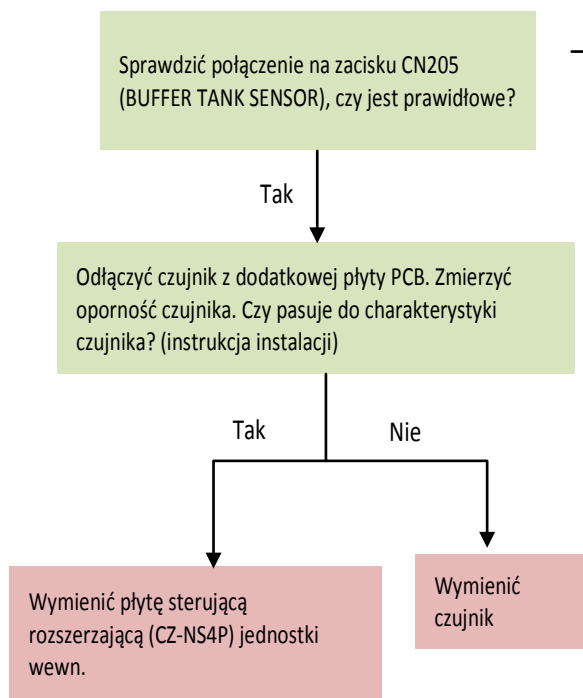 Sprawdzić połączenie na zacisku CN205
(BUFFER TANK SENSOR), czy jest prawidłowe?
Tak
Odłączyć czujnik z dodatkowej płyty PCB. Zmierzyć
oporność czujnika. Czy pasuje do charakterystyki
czujnika? (instrukcja instalacji)
Tak
Nie
Wymienić płytę sterującą
rozszerzającą (CZ-NS4P) jednostki
wewn.
Wymienić
czujnik